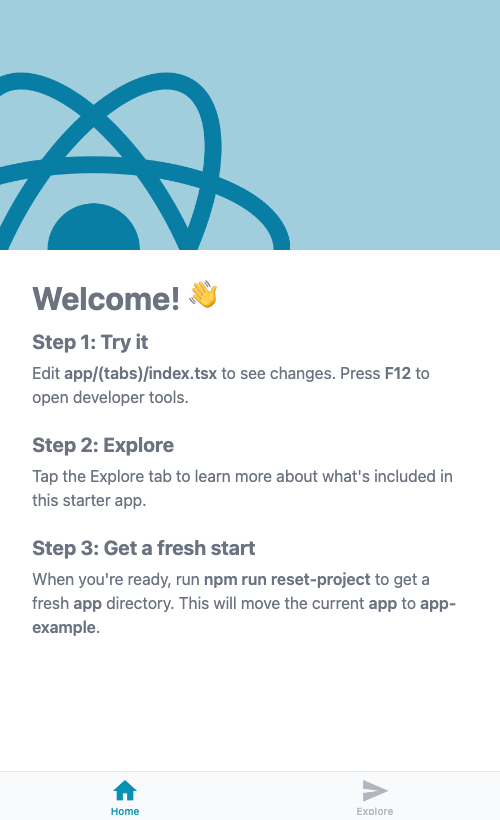 Welcome! 👋
Step 1: Try it
Edit app/(tabs)/index.tsx to see changes. Press F12 to
open developer tools.
Step 2: Explore
Tap the Explore tab to learn more about what's included in
this starter app.
Step 3: Get a fresh start
When you're ready, run npm run reset-project to get a
fresh app directory. This will move the current app to app-
example.
Home
Explore